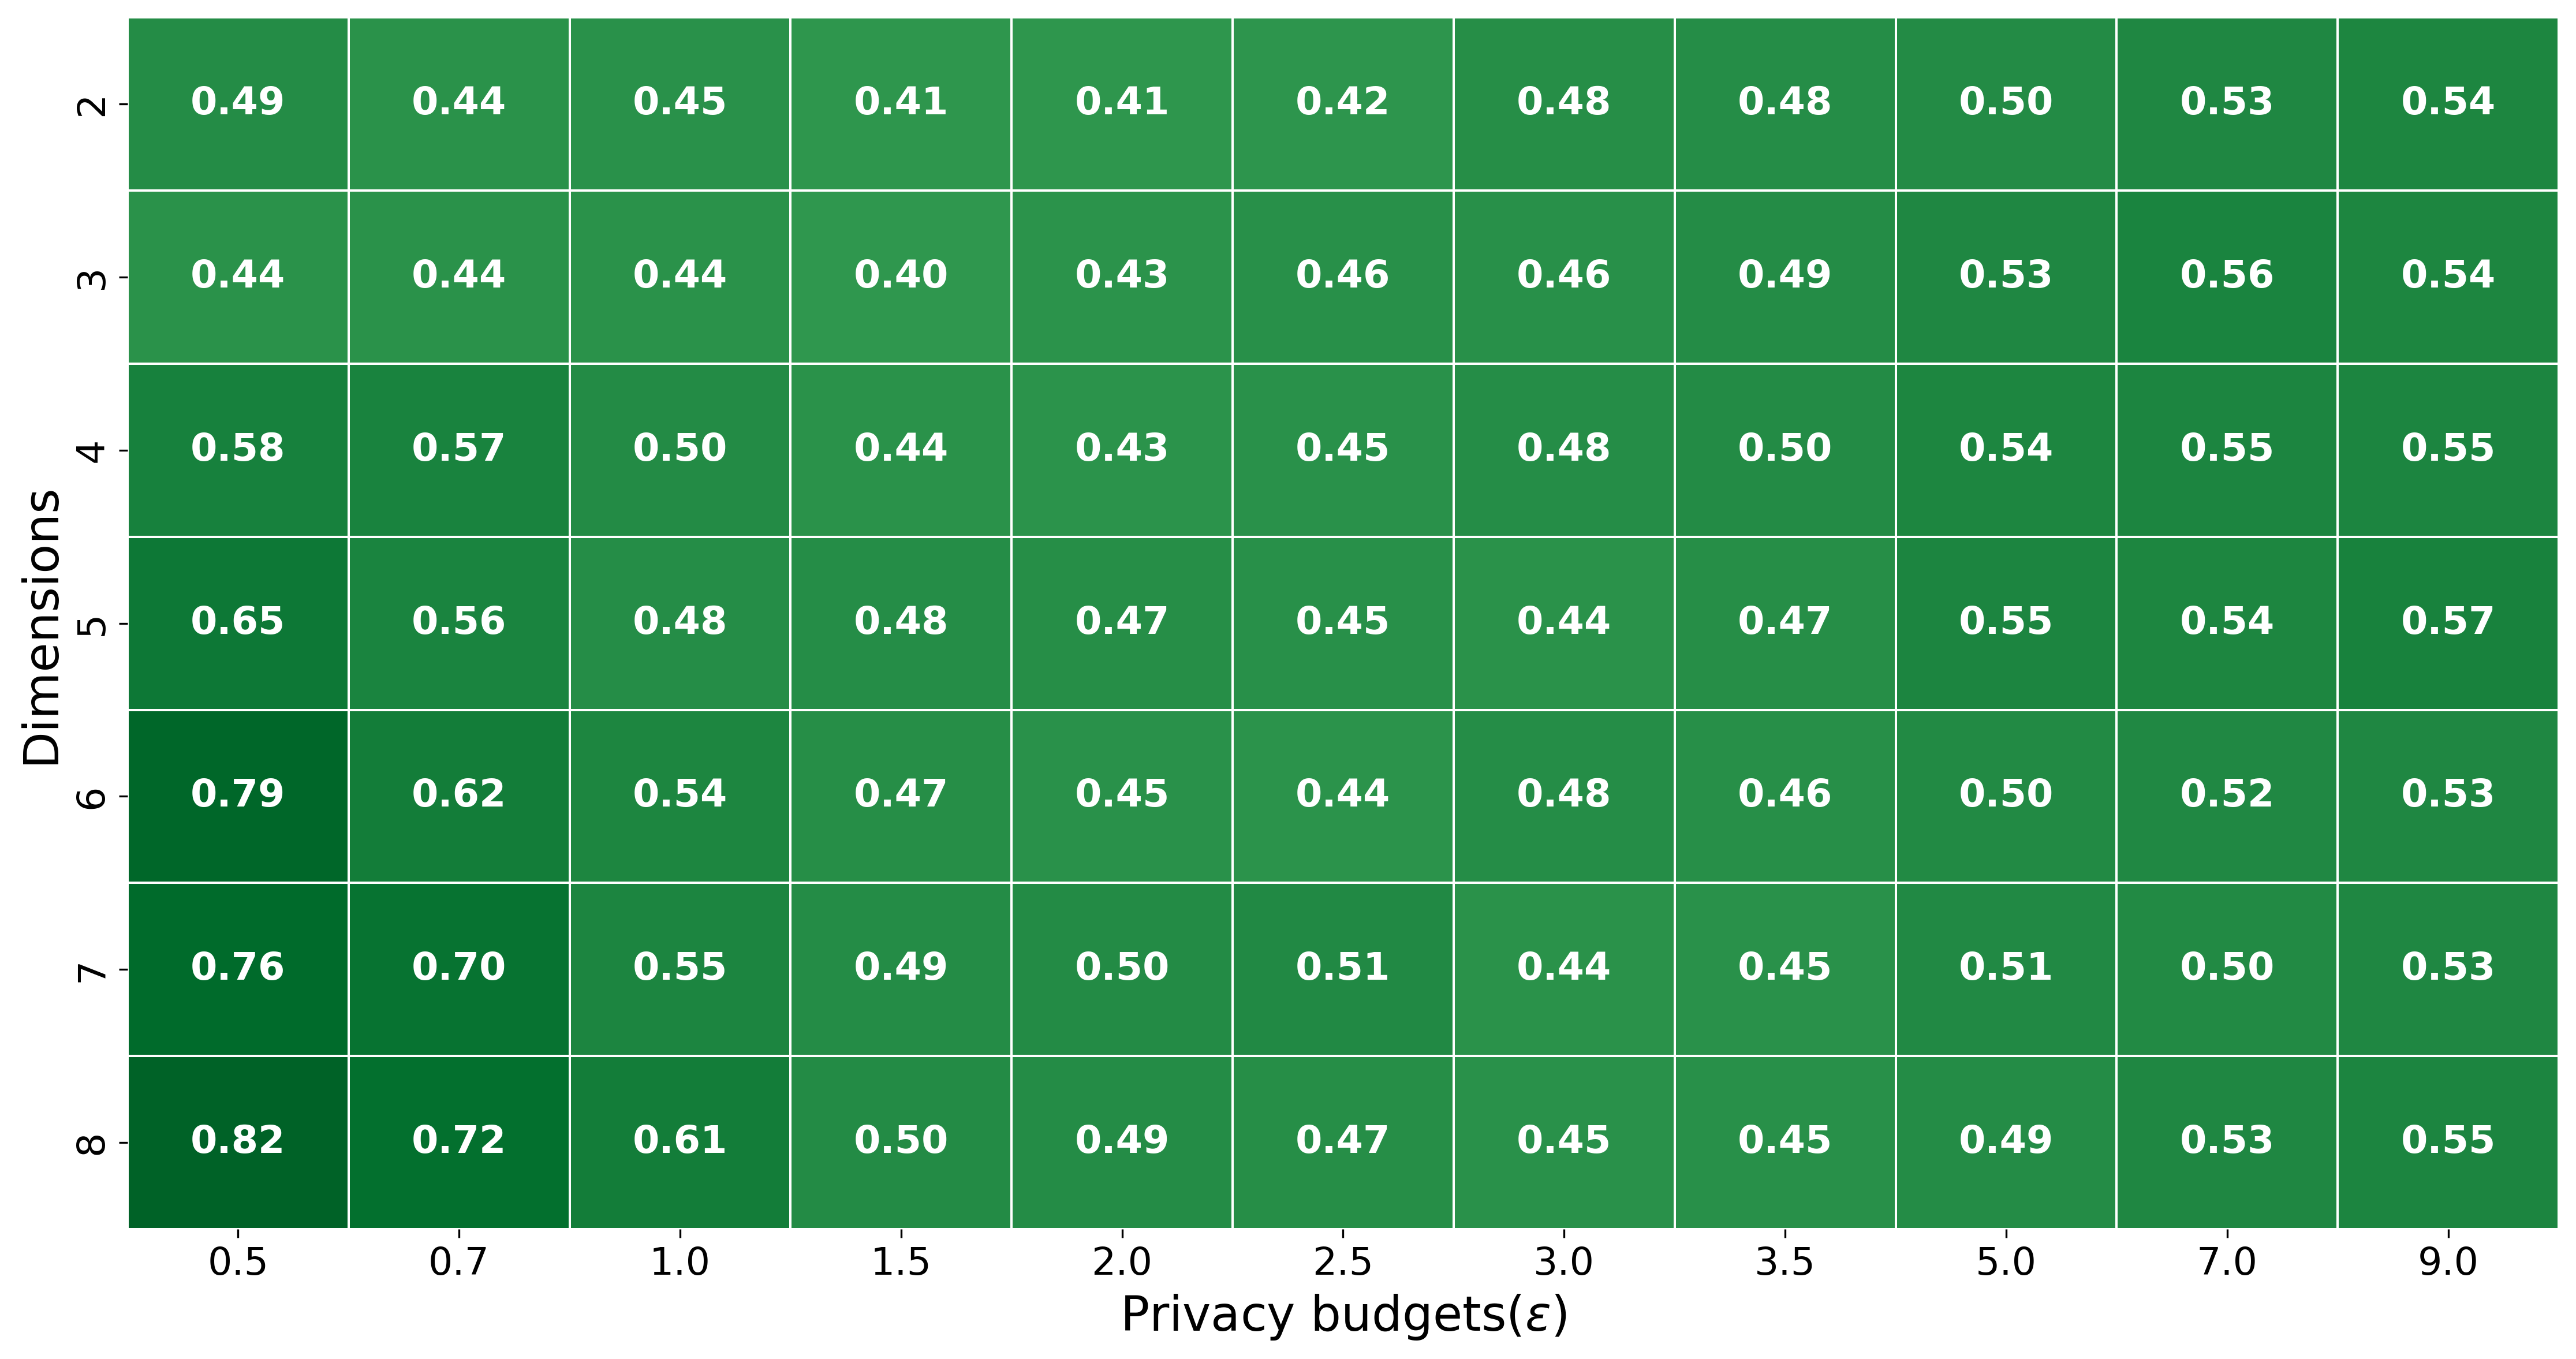 2 0.49 0.44 0.45 0.41 0.41 0.42 0.48 0.48 0.50 0.53 0.54
3 0.44 0.44 0.44 0.40 0.43 0.46 0.46 0.49 0.53 0.56 0.54
4 0.58 0.57 0.50 0.44 0.43 0.45 0.48 0.50 0.54 0.55 0.55
5 0.65 0.56 0.48 0.48 0.47 0.45 0.44 0.47 0.55 0.54 0.57
6 0.79 0.62 0.54 0.47 0.45 0.44 0.48 0.46 0.50 0.52 0.53
7 0.76 0.70 0.55 0.49 0.50 0.51 0.44 0.45 0.51 0.50 0.53
8 0.82 0.72 0.61 0.50 0.49 0.47 0.45 0.45 0.49 0.53 0.55
0.5 0.7 1.0 1.5 2.0 2.5 3.0 3.5 5.0 7.0 9.0
Privacy budgets(ε)
Dimensions